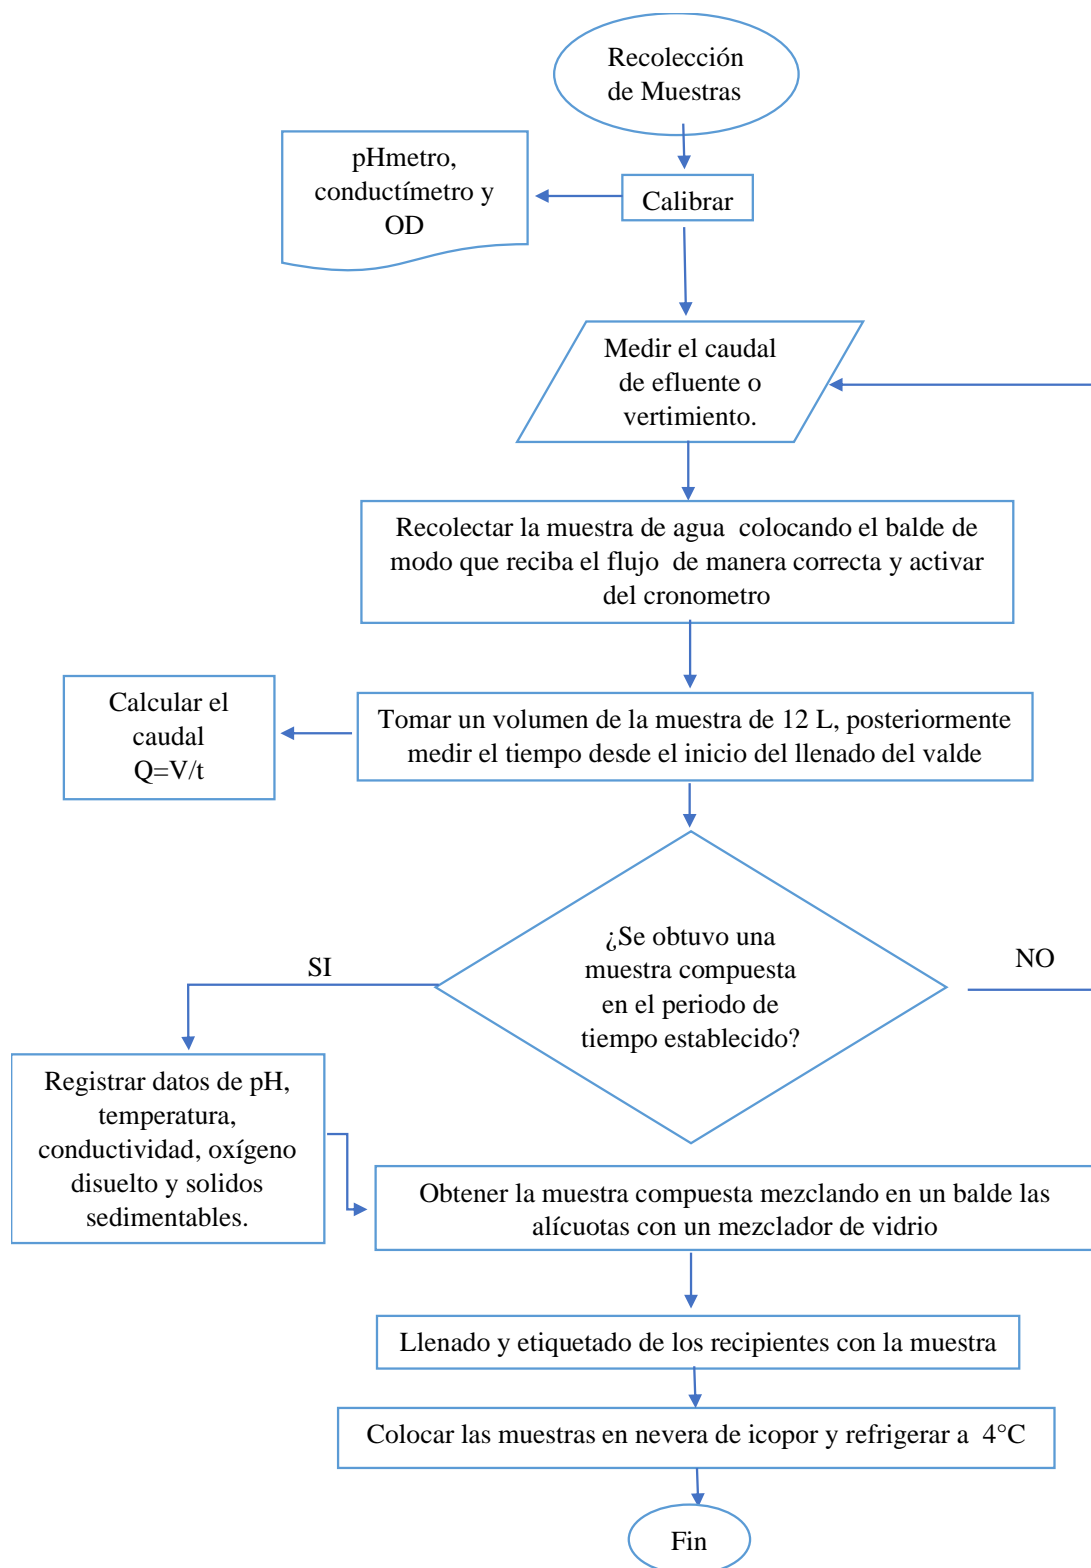 Recolección
de Muestras
pHmetro,
conductímetro y
OD
Calibrar
Medir el caudal
de efluente o
vertimiento.
Recolectar la muestra de agua colocando el balde de
modo que reciba el flujo de manera correcta y activar
del cronometro
Calcular el
caudal
Q=V/t
Tomar un volumen de la muestra de 12 L, posteriormente
medir el tiempo desde el inicio del llenado del valde
¿Se obtuvo una
muestra compuesta
en el periodo de
tiempo establecido?
SI
NO
Registrar datos de pH,
temperatura,
conductividad, oxígeno
disuelto y solidos
sedimentables.
Obtener la muestra compuesta mezclando en un balde las
alícuotas con un mezclador de vidrio
Llenado y etiquetado de los recipientes con la muestra
Colocar las muestras en nevera de icopor y refrigerar a 4°C
Fin